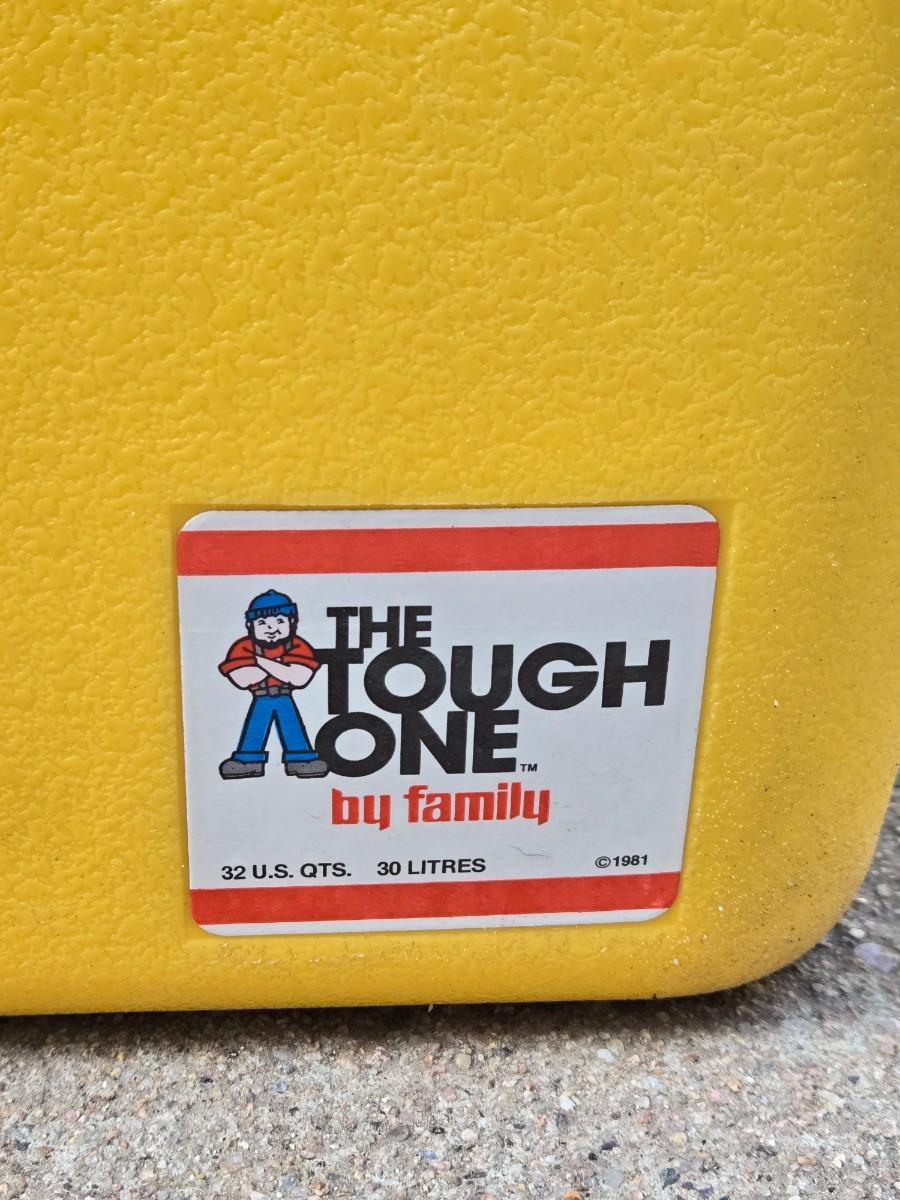 THE
TOUGH
ONE™
by family
32 U.S. QTS. 30 LITRES ©1981